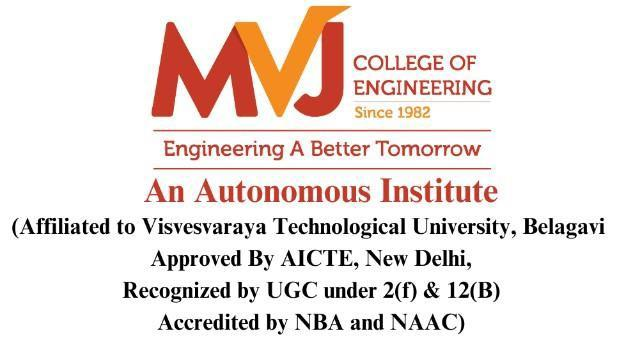 MVJ COLLEGE OF
ENGINEERING
Since 1982
Engineering A Better Tomorrow
An Autonomous Institute
(Affiliated to Visvesvaraya Technological University, Belagavi
Approved By AICTE, New Delhi,
Recognized by UGC under 2(f) & 12(B)
Accredited by NBA and NAAC)